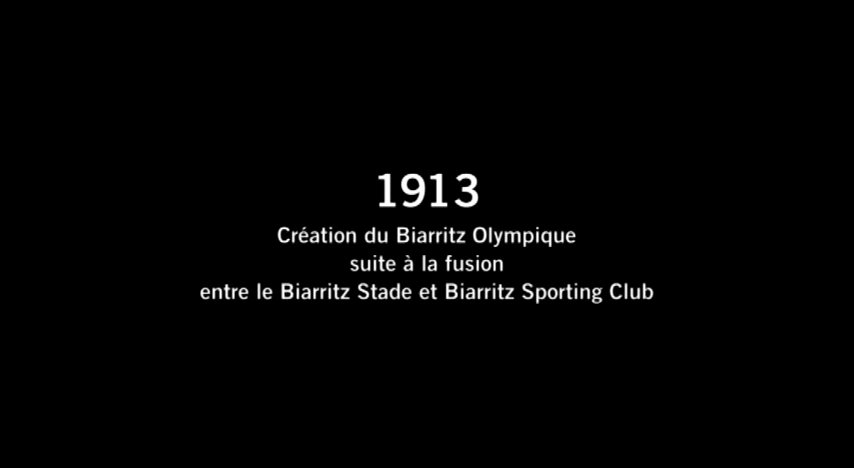 1913
Création du Biarritz Olympique
suite à la fusion
entre le Biarritz Stade et Biarritz Sporting Club